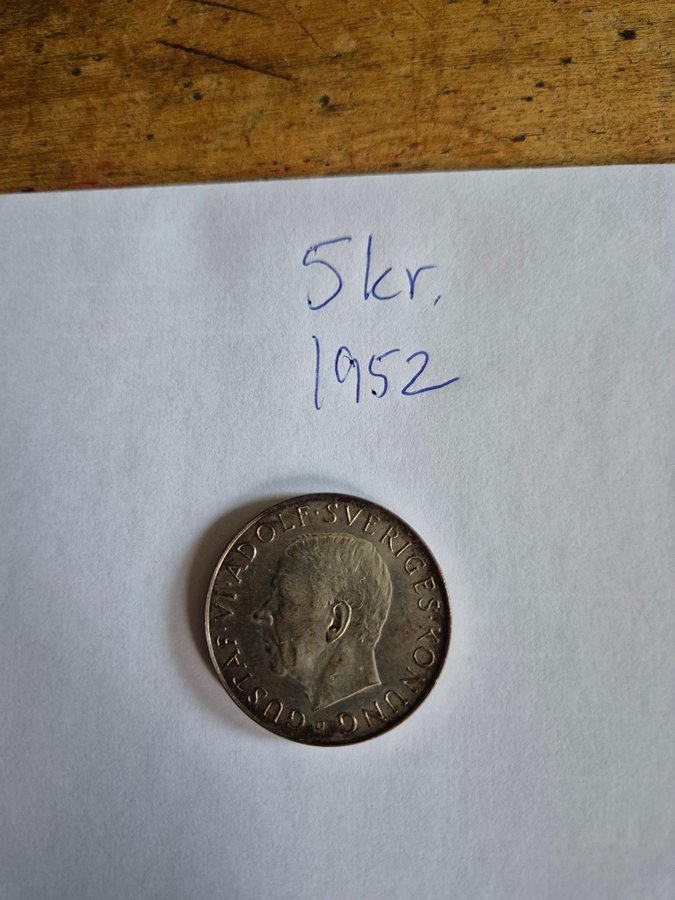 5 kr.
1952
GUSTAF·VI·ADOLF·SVERIGES·KONUNG